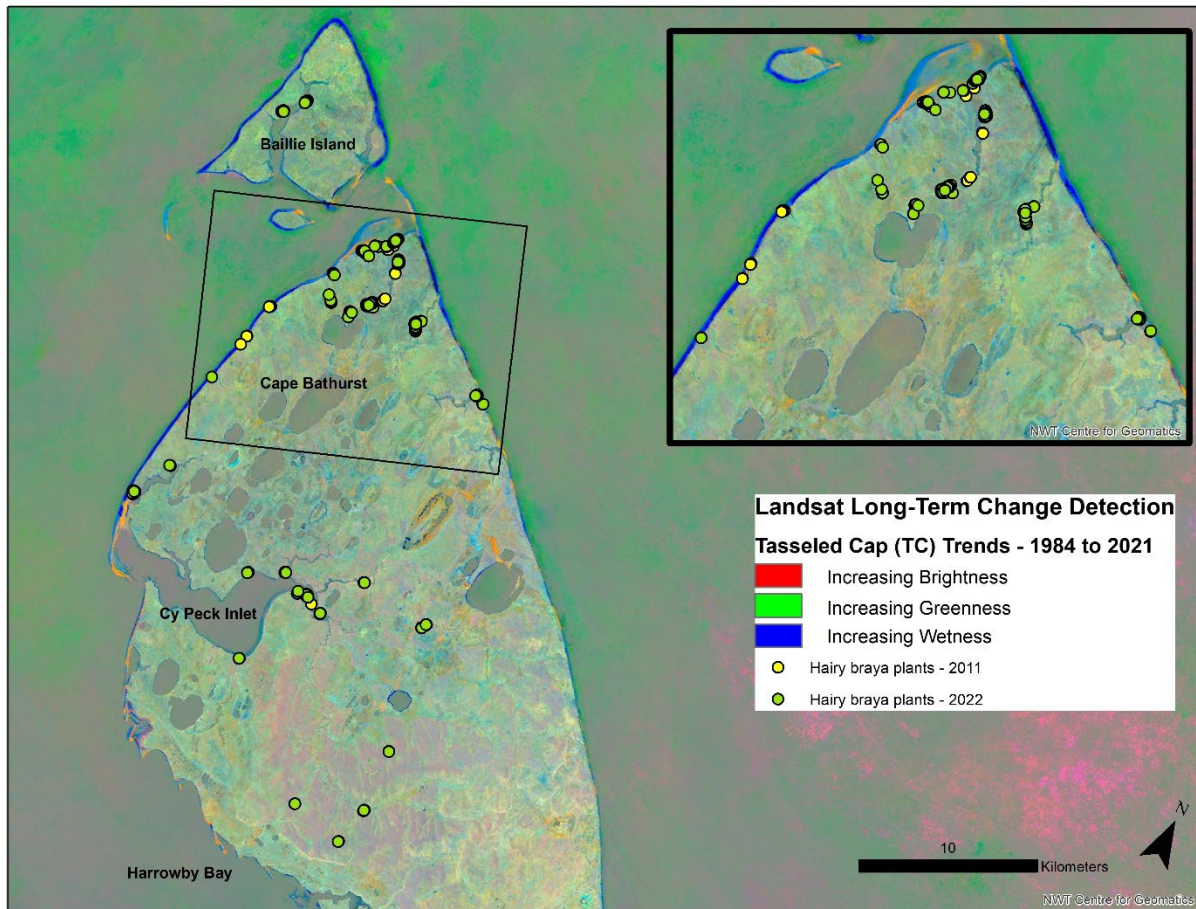 Baillie Island
Cape Bathurst
Cy Peck Inlet
Harrowby Bay
NWT Centre for Geomatics
Landsat Long-Term Change Detection
Tasseled Cap (TC) Trends - 1984 to 2021
Increasing Brightness
Increasing Greenness
Increasing Wetness
Hairy braya plants - 2011
Hairy braya plants - 2022
N
10
Kilometers
NWT Centre for Geomatics